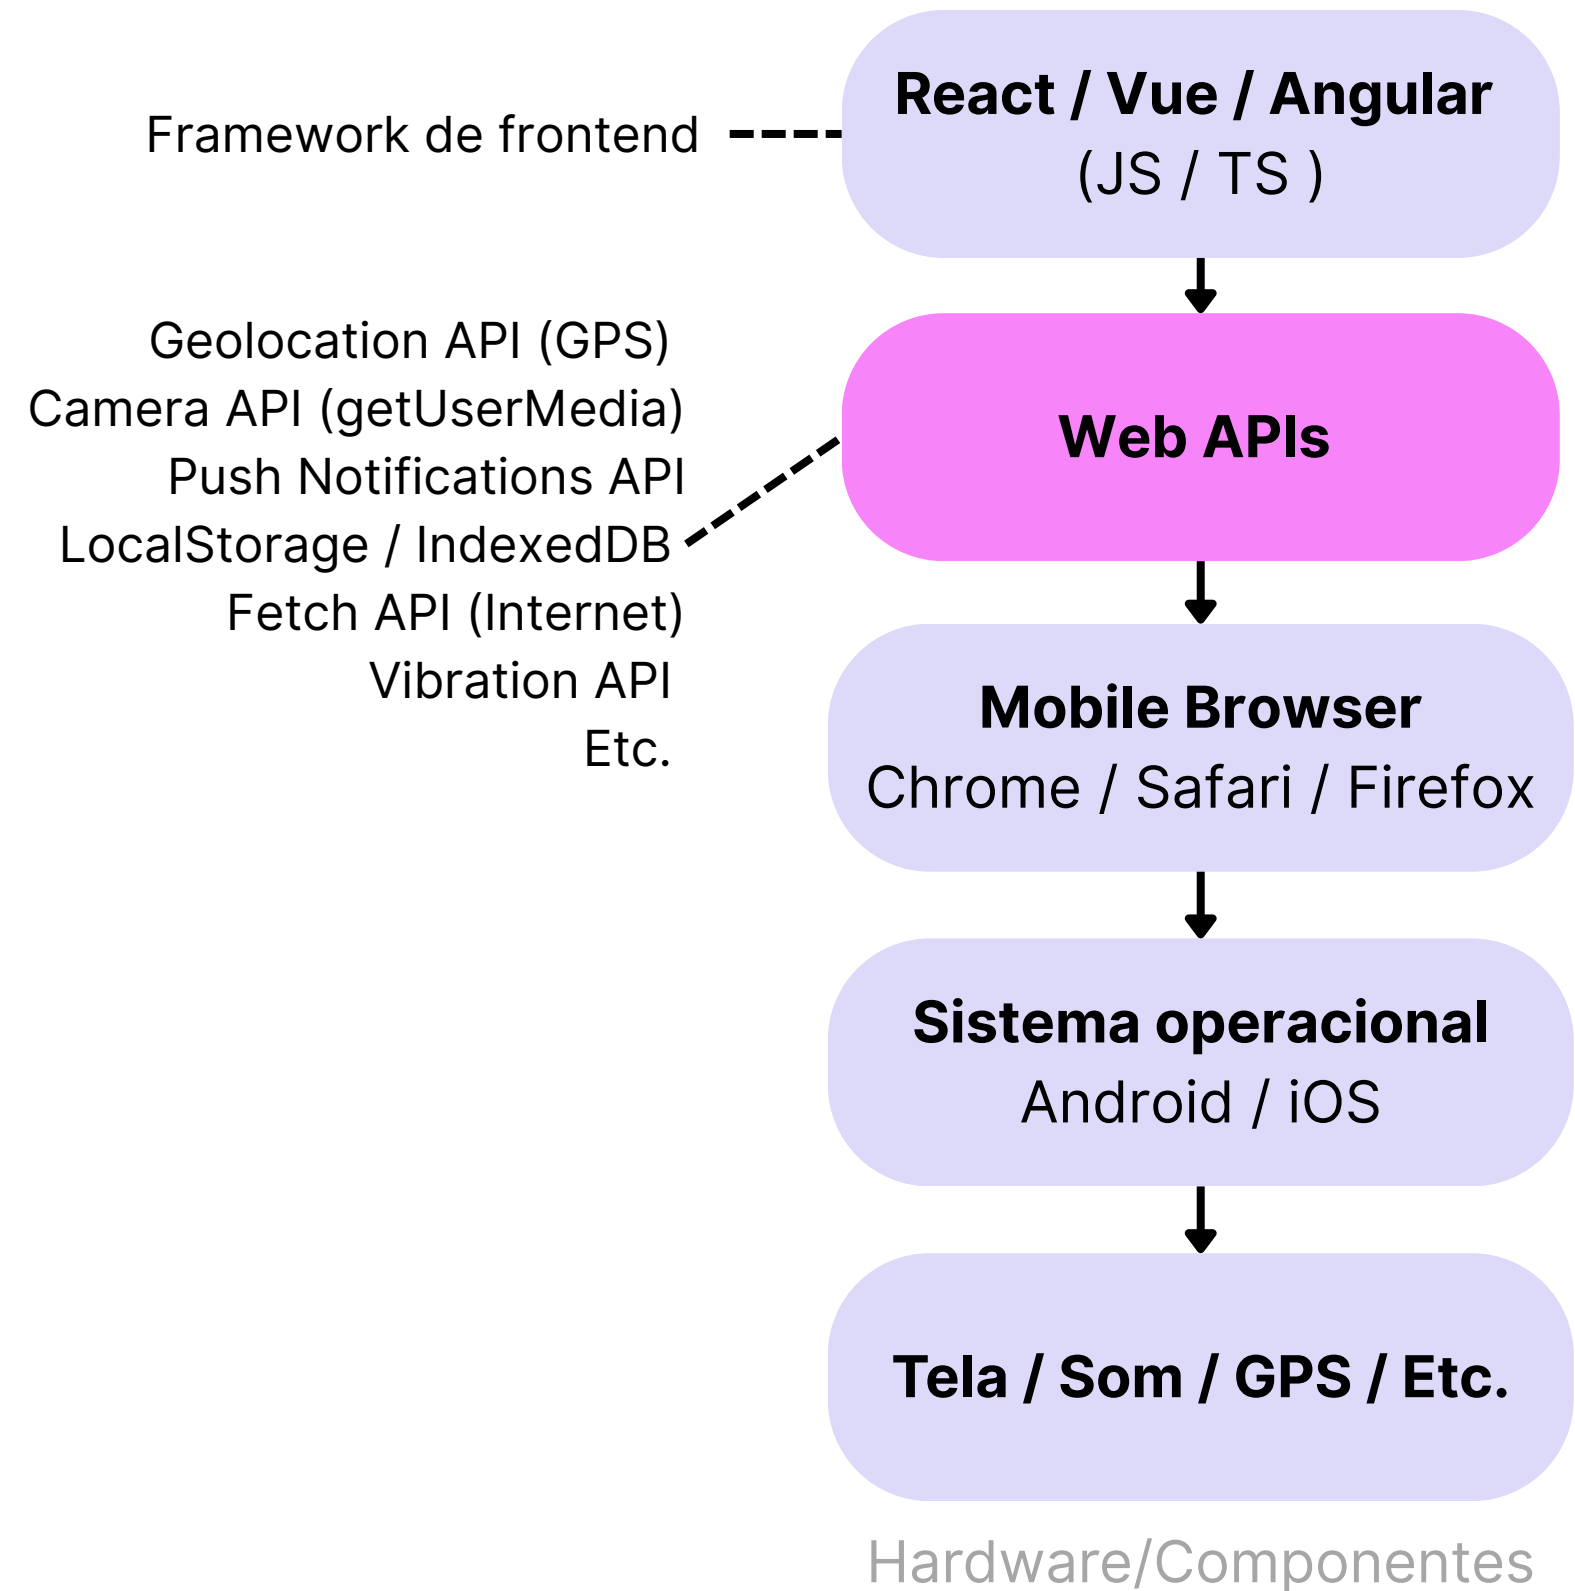 React / Vue / Angular
(JS / TS )
Framework de frontend
Geolocation API (GPS)
Camera API (getUserMedia)
Push Notifications API
LocalStorage / IndexedDB
Fetch API (Internet)
Vibration API
Etc.
Web APIs
Mobile Browser
Chrome / Safari / Firefox
Sistema operacional
Android / iOS
Tela / Som / GPS / Etc.
Hardware/Componentes